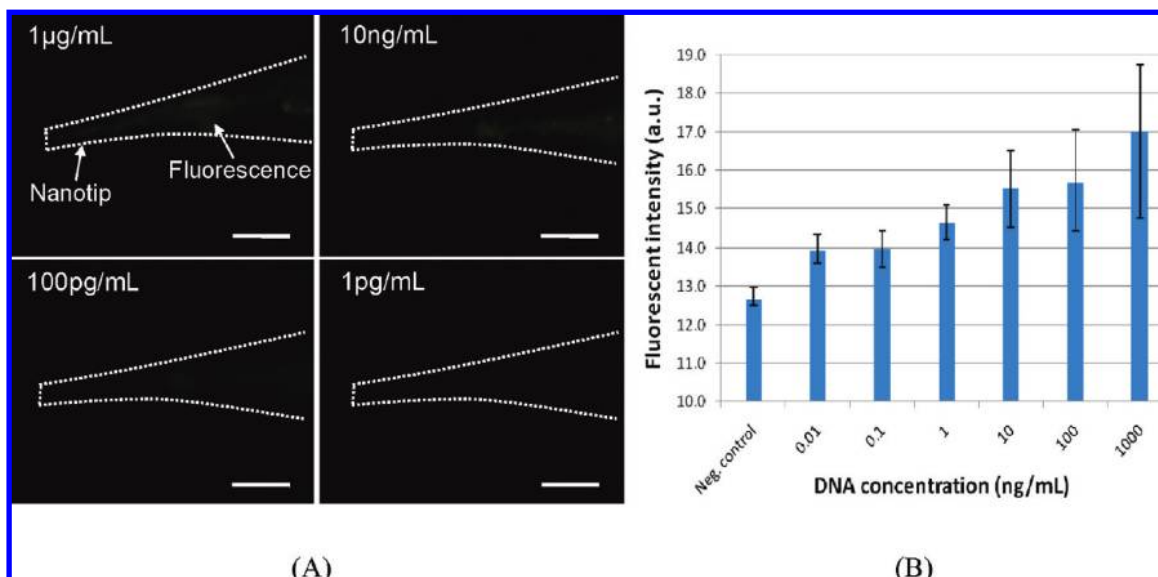 1µg/mL
Fluorescence
Nanotip
10ng/mL
100pg/mL
1pg/mL
(A)
Fluorescent intensity (a.u.)
19.0
18.0
17.0
16.0
15.0
14.0
13.0
12.0
11.0
10.0
Neg. control
0.01
0.1
1
10
100
1000
DNA concentration (ng/mL)
(B)